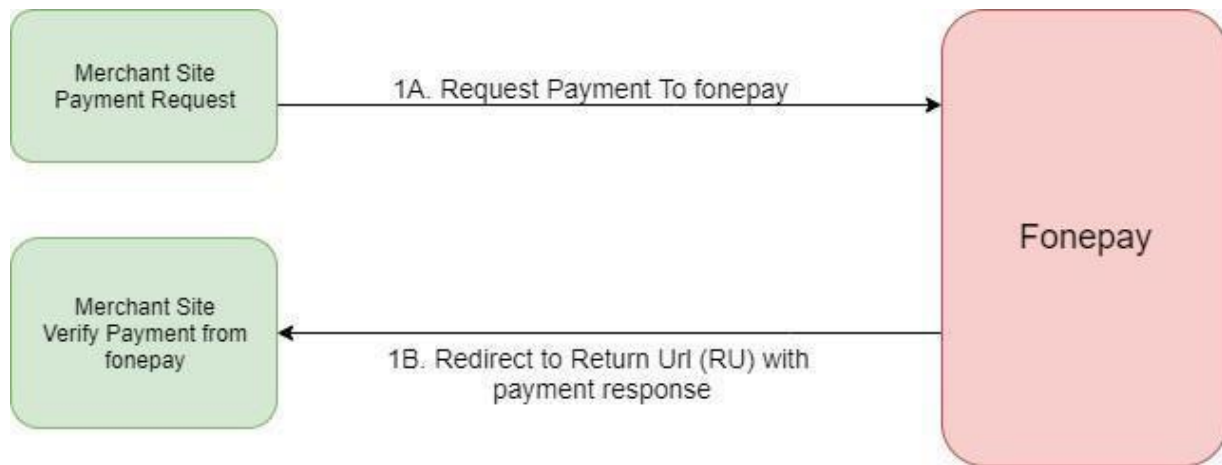 Merchant Site
Payment Request
1A. Request Payment To fonepay
Fonepay
Merchant Site
Verify Payment from
fonepay
1B. Redirect to Return Url (RU) with
payment response